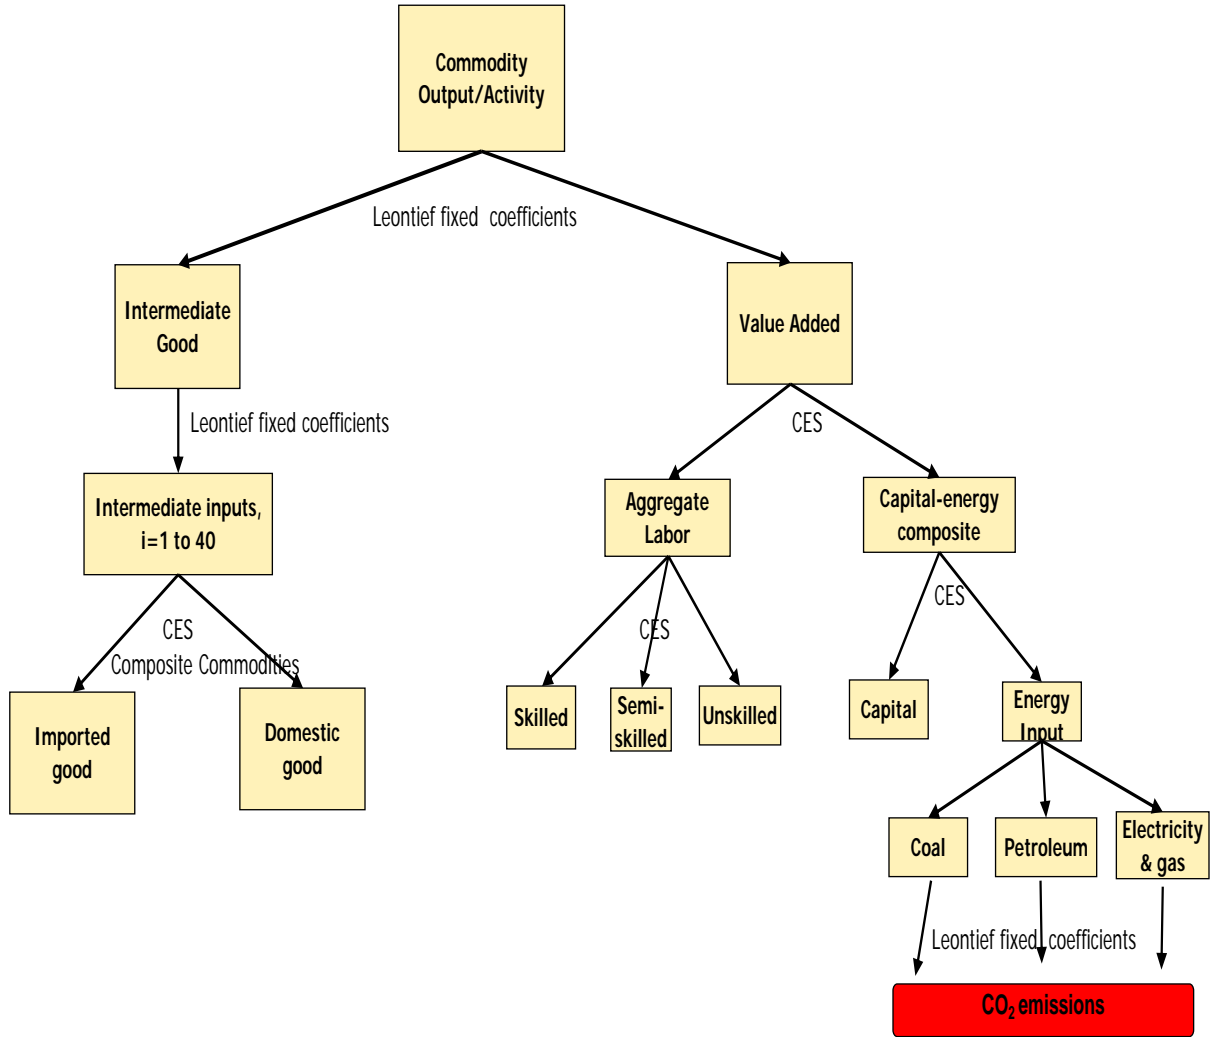 Commodity
Output/Activity
Leontief fixed coefficients
Intermediate
Good
Value Added
Leontief fixed coefficients
CES
Intermediate inputs,
i=1 to 40
Aggregate
Labor
Capital-energy
composite
CES
Composite Commodities
CES
CES
Imported
good
Domestic
good
Skilled
Semi-
skilled
Unskilled
Capital
Energy
Input
Coal
Petroleum
Electricity
& gas
Leontief fixed coefficients
CO₂ emissions